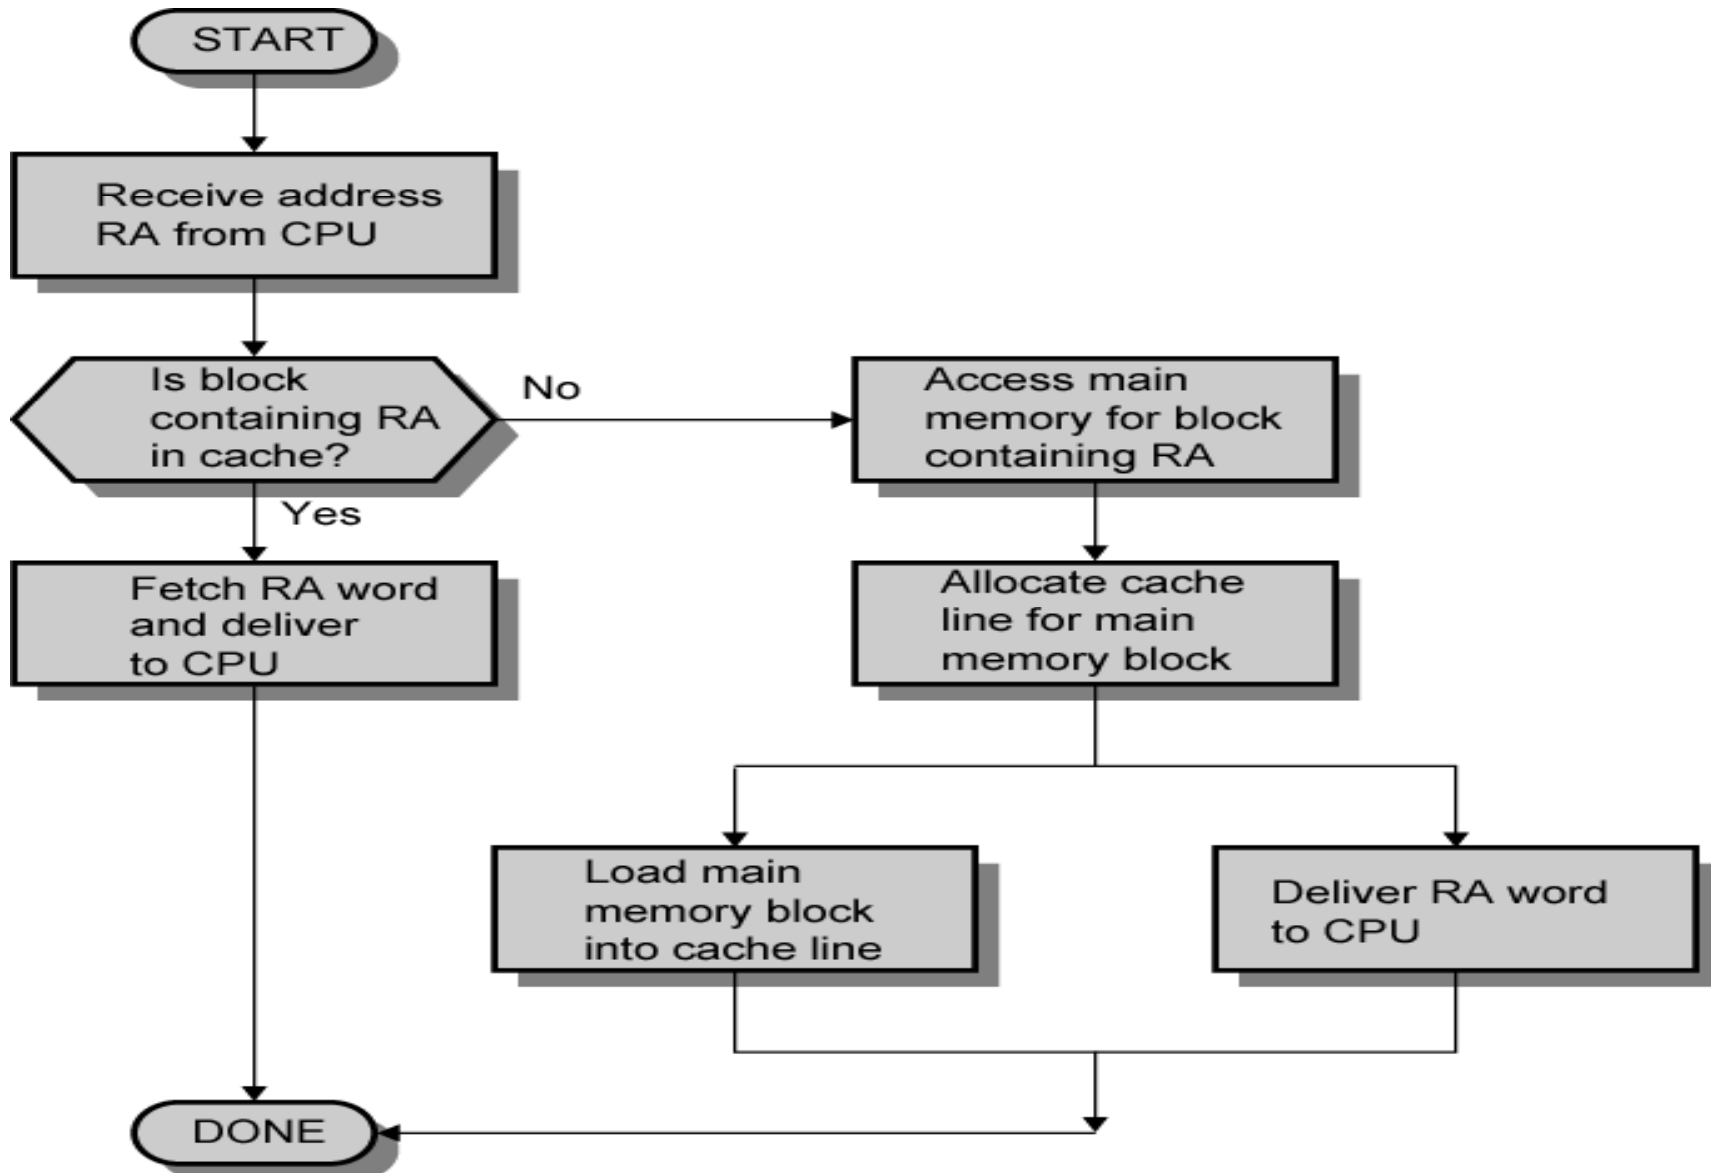 START
Receive address
RA from CPU
Is block
containing RA
in cache?
No
Access main
memory for block
containing RA
Yes
Fetch RA word
and deliver
to CPU
Allocate cache
line for main
memory block
Load main
memory block
into cache line
Deliver RA word
to CPU
DONE